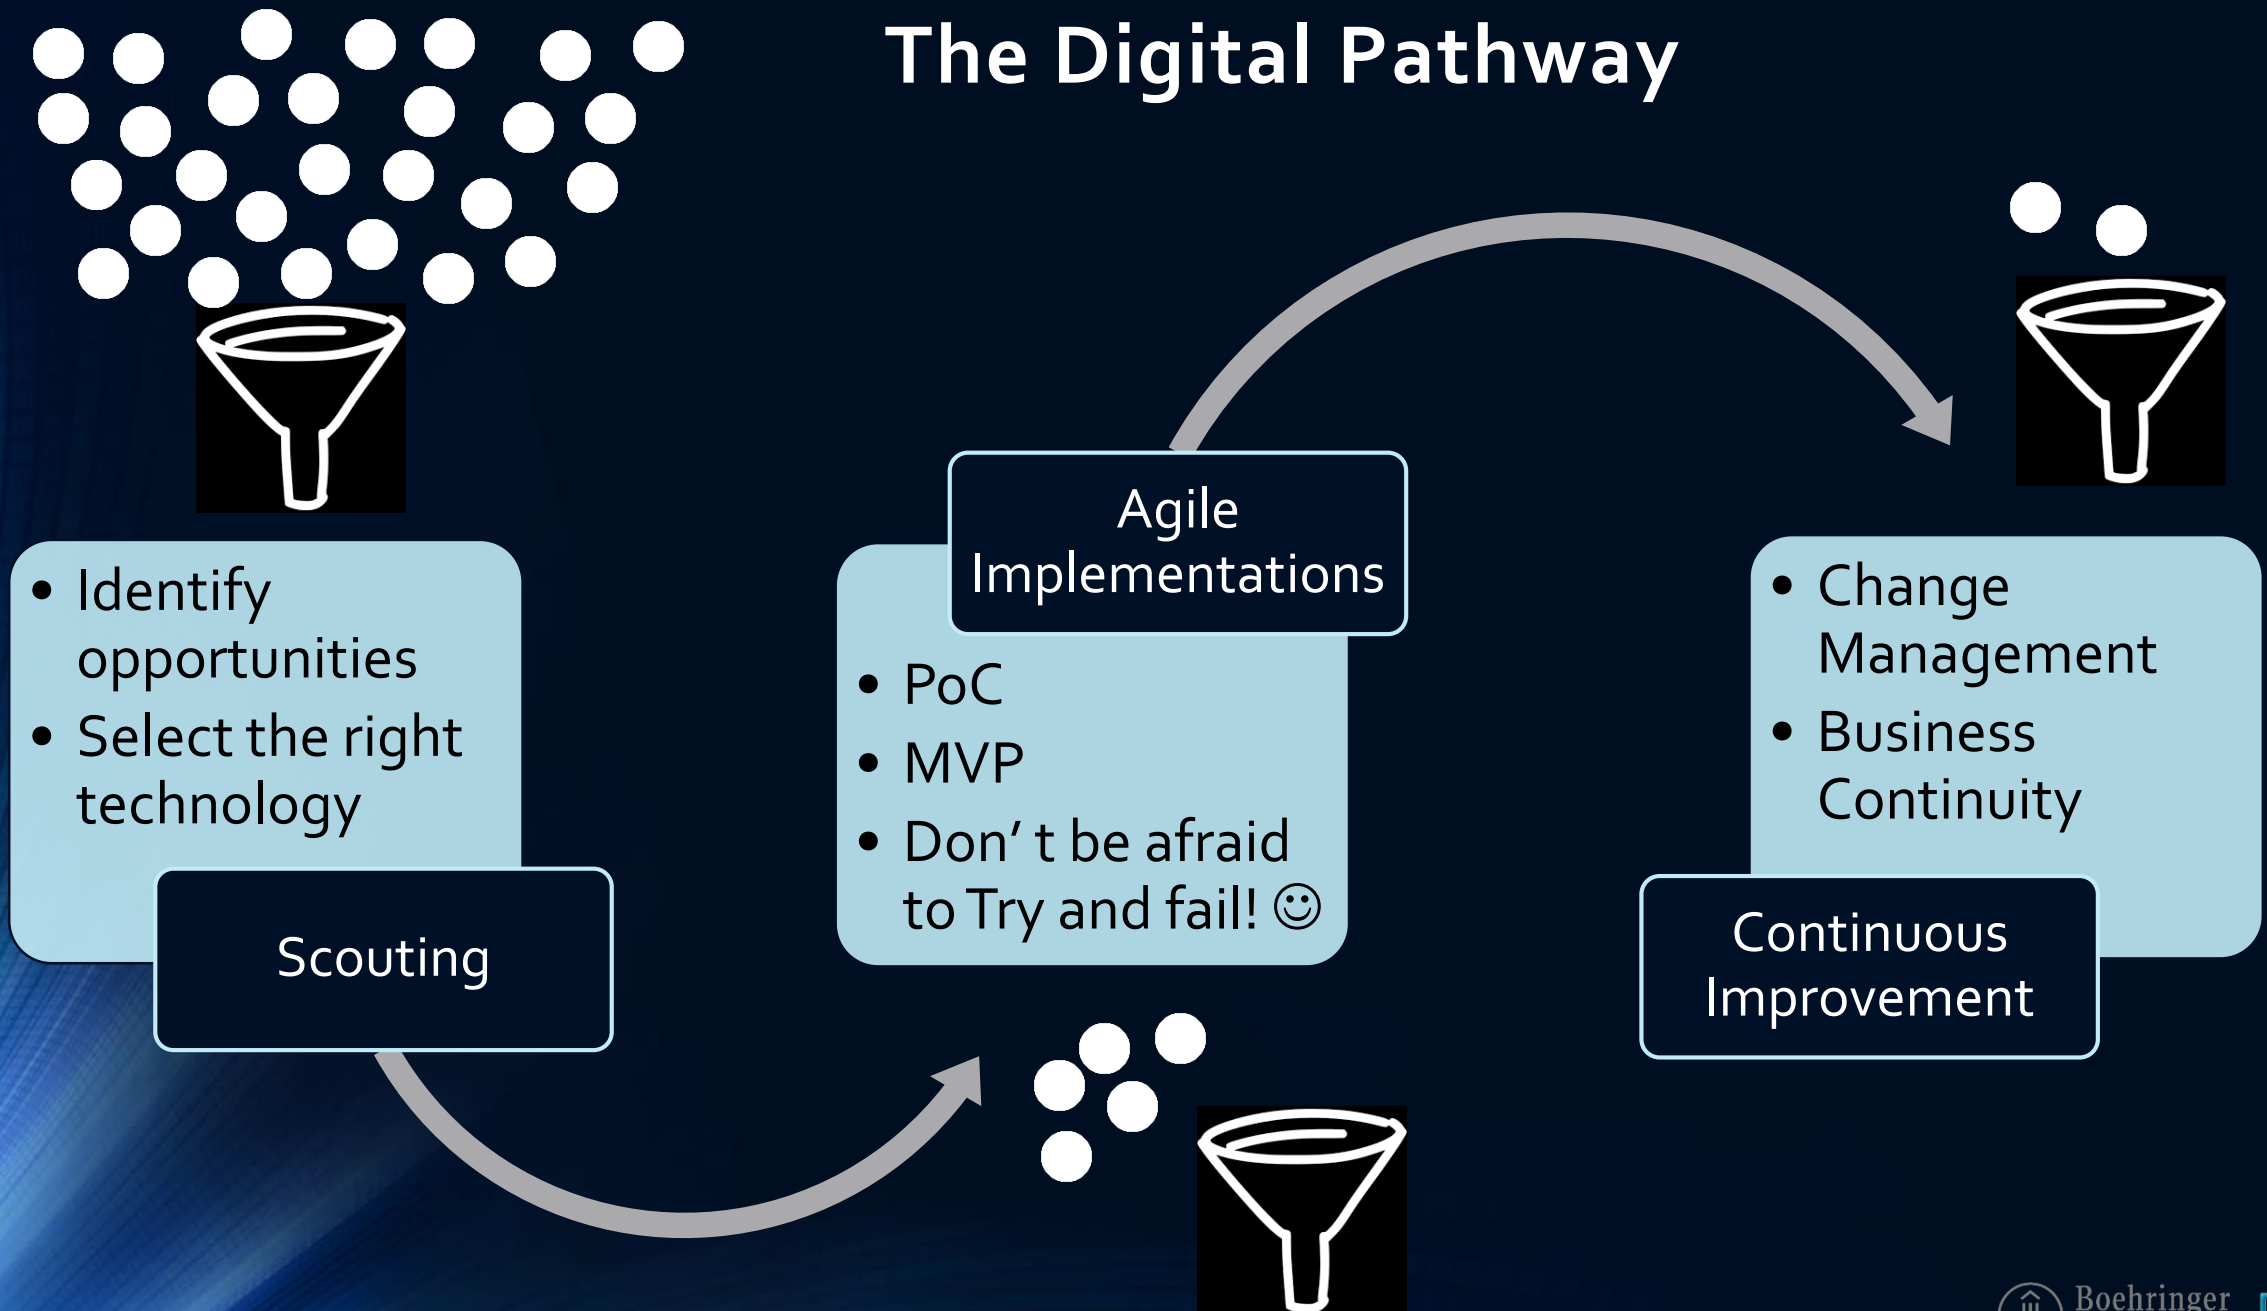 The Digital Pathway
• Identify
opportunities
• Select the right
technology
Scouting
Agile
Implementations
• PoC
• MVP
• Don’ t be afraid
to Try and fail! ☺
• Change
Management
• Business
Continuity
Continuous
Improvement
Boehringer